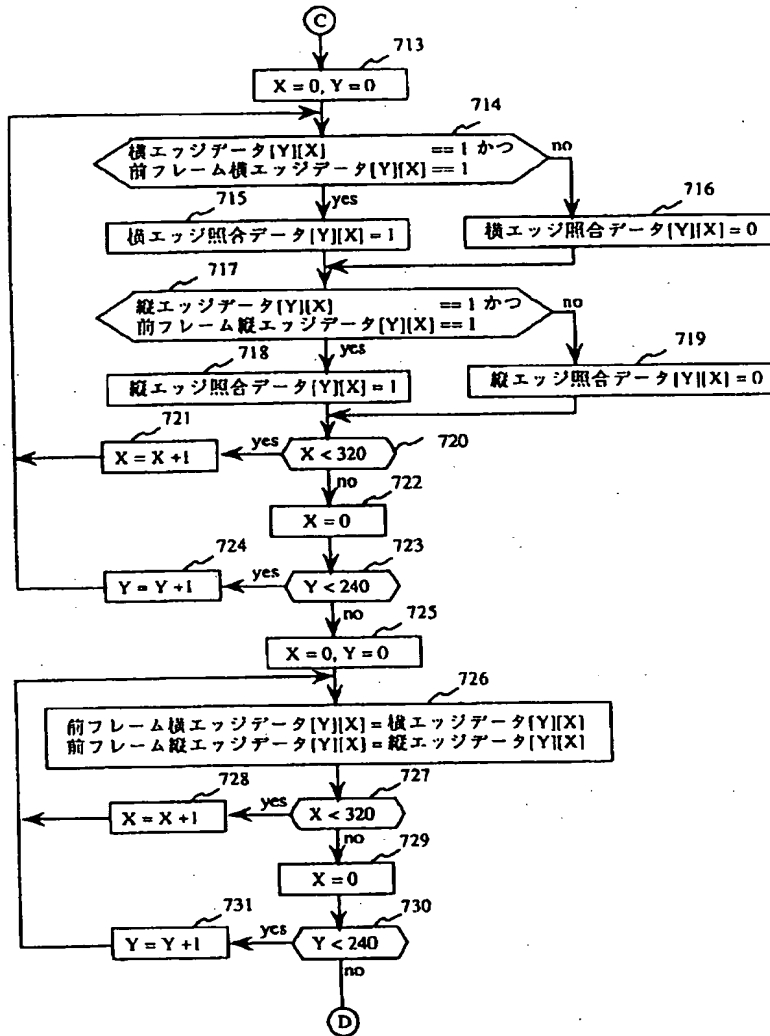 C
713
X = 0, Y = 0
714
横エッジデータ[Y][X] == 1 かつ
前フレーム横エッジデータ[Y][X] == 1
no
yes
715
横エッジ照合データ[Y][X] = 1
716
横エッジ照合データ[Y][X] = 0
717
縦エッジデータ[Y][X] == 1 かつ
前フレーム縦エッジデータ[Y][X] == 1
no
yes
718
縦エッジ照合データ[Y][X] = 1
719
縦エッジ照合データ[Y][X] = 0
721
X = X +1
yes
X < 320
720
no
722
X = 0
724
Y = Y +1
yes
723
Y < 240
no
725
X = 0, Y = 0
726
前フレーム横エッジデータ[Y][X] = 横エッジデータ[Y][X]
前フレーム縦エッジデータ[Y][X] = 縦エッジデータ[Y][X]
728
X = X +1
yes
727
X < 320
no
729
X = 0
731
Y = Y +1
yes
730
Y < 240
no
D